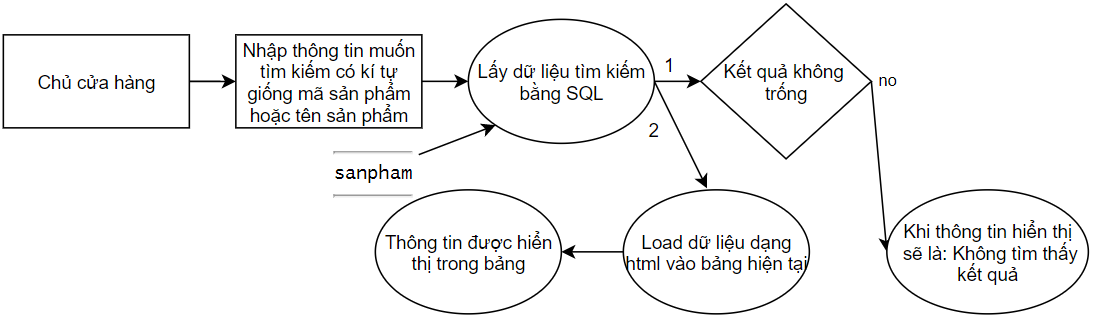 Chủ cửa hàng
Nhập thông tin muốn
tìm kiếm có kí tự
giống mã sản phẩm
hoặc tên sản phẩm
Lấy dữ liệu tìm kiếm
bằng SQL
1
Kết quả không
trống
no
2
sanpham
Thông tin được hiển
thị trong bảng
Load dữ liệu dạng
html vào bảng hiện tại
Khi thông tin hiển thị
sẽ là: Không tìm thấy
kết quả